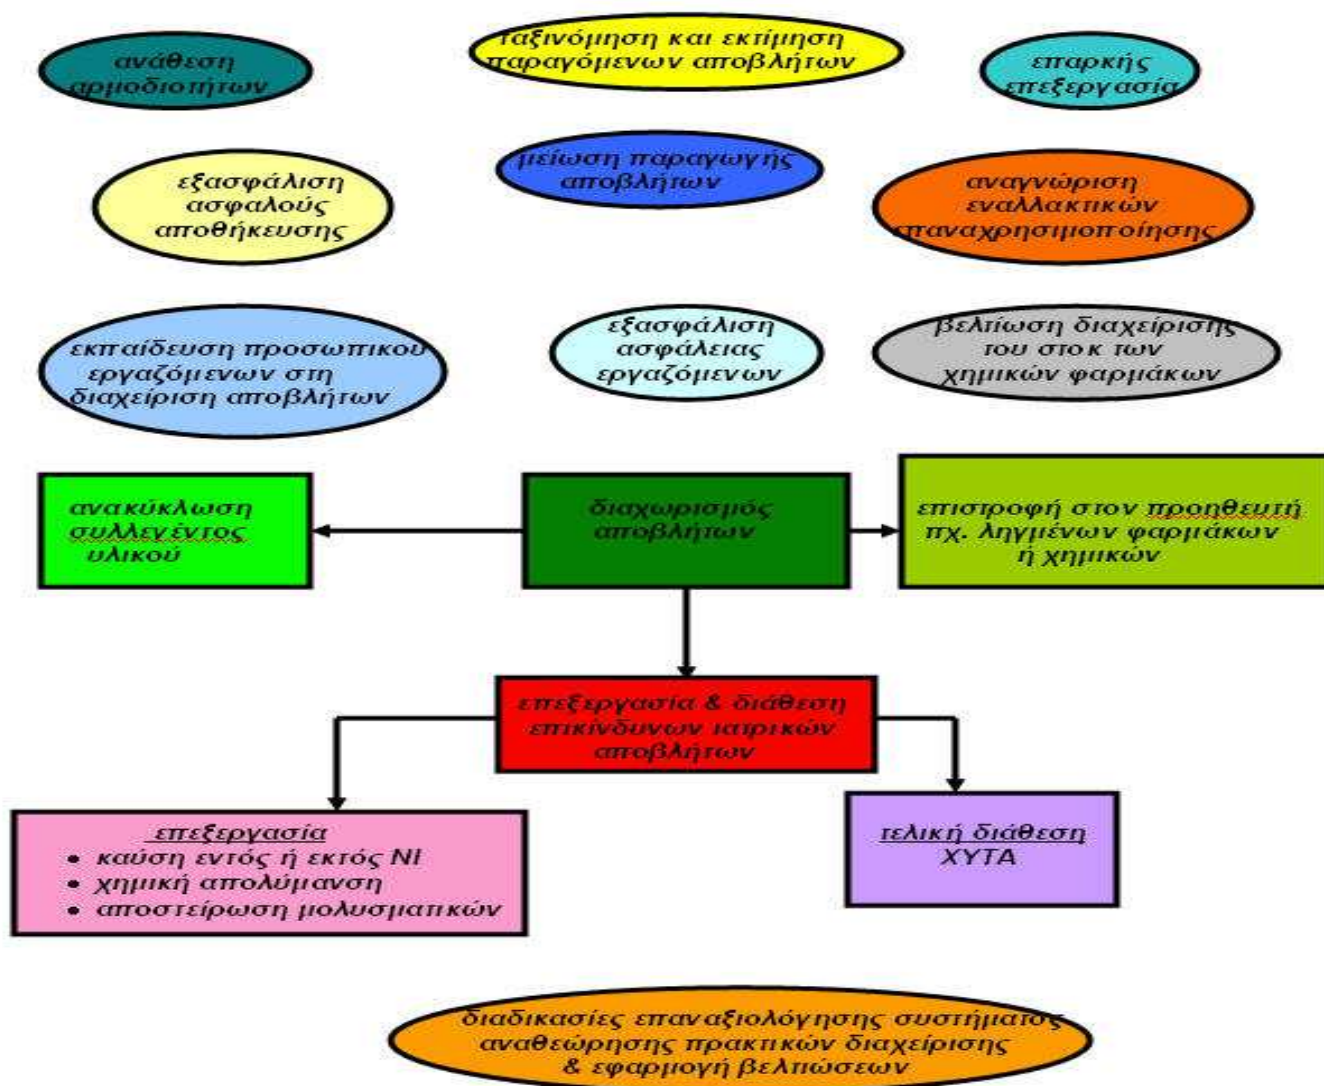 ανάθεση
αρμοδιοτήτων
ταξινόμηση και εκτίμηση
παραγόμενων αποβλήτων
επαρκής
επεξεργασία
εξασφάλιση
ασφαλούς
αποθήκευσης
μείωση παραγωγής
αποβλήτων
αναγνώριση
εναλλακτικών
επαναχρησιμοποίησης
εκπαίδευση προσωπικού
εργαζόμενων στη
διαχείριση αποβλήτων
εξασφάλιση
ασφάλειας
εργαζόμενων
βελτίωση διαχείρισης
του στοκ των
χημικών φαρμάκων
ανακύκλωση
συλλεγέντος
υλικού
διαχωρισμός
αποβλήτων
επιστροφή στον προηθευτή
πχ. ληγμένων φαρμάκων
ή χημικών
επεξεργασία & διάθεση
επικίνδυνων ιατρικών
αποβλήτων
επεξεργασία
• καύση εντός ή εκτός ΝΙ
• χημική απολύμανση
• αποστείρωση μολυσματικών
τελική διάθεση
ΧΥΤΑ
διαδικασίες επαναξιολόγησης συστήματος
αναθεώρησης πρακτικών διαχείρισης
& εφαρμογή βελτιώσεων